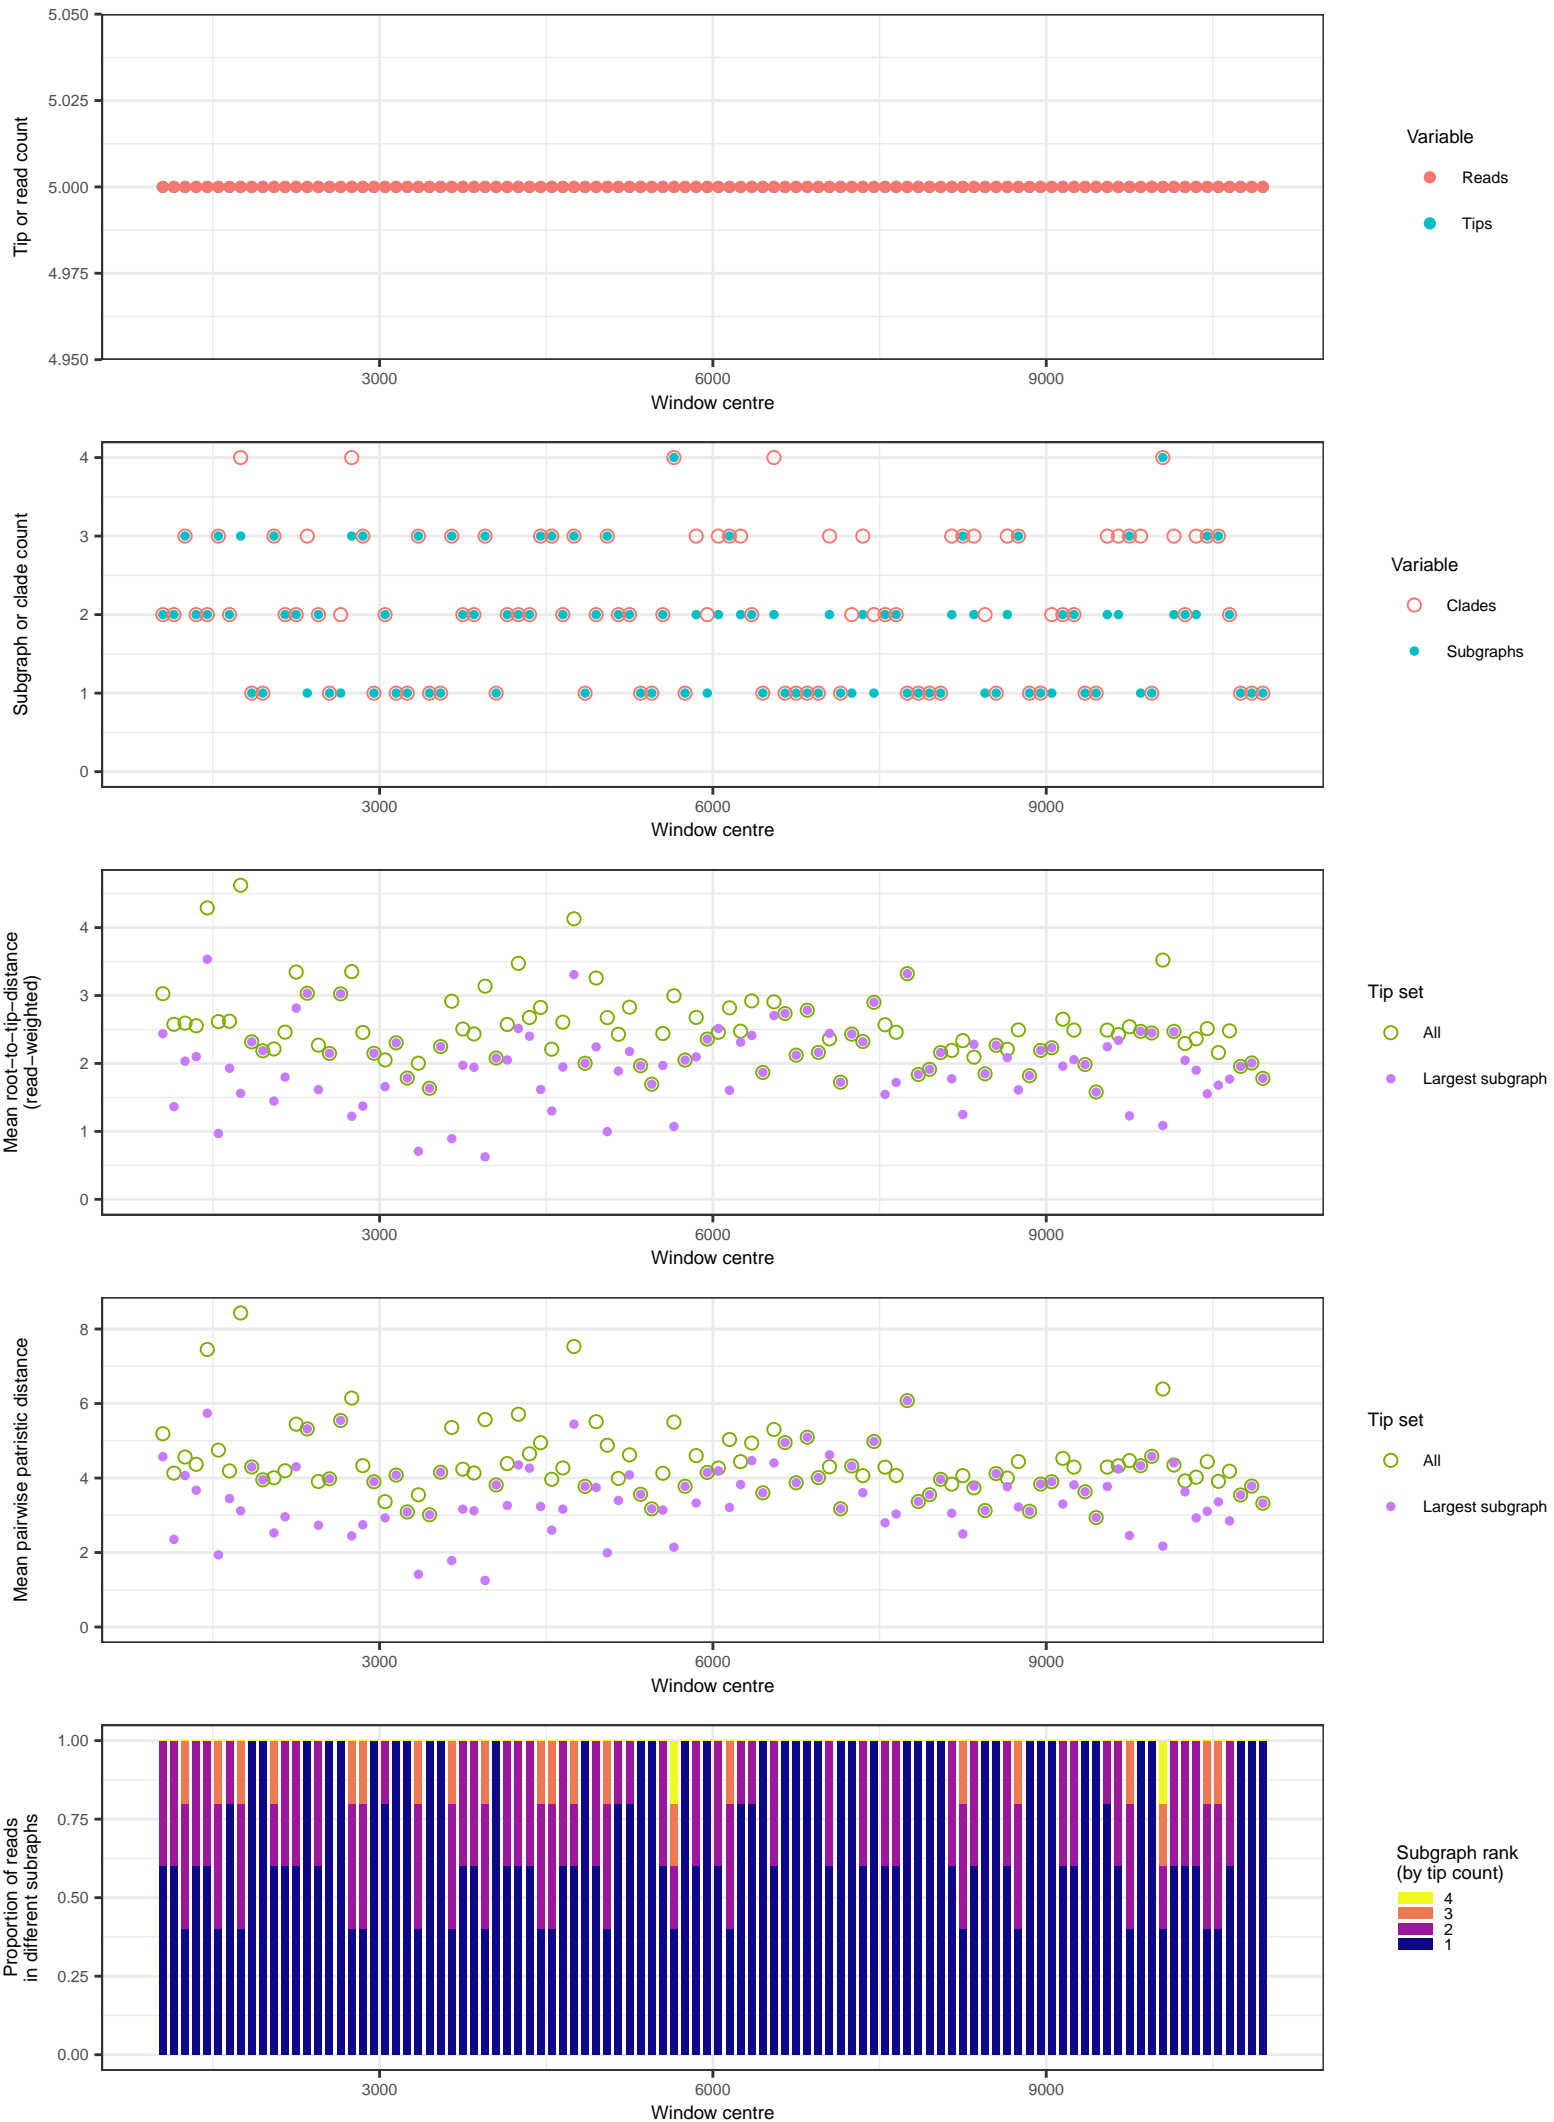 5.050
5.025
5.000
4.975
4.950
Tip or read count
3000
6000
9000
Window centre
Variable
Reads
Tips
4
3
2
1
0
Subgraph or clade count
3000
6000
9000
Window centre
Variable
Clades
Subgraphs
4
3
2
1
0
Mean root−to−tip−distance
(read−weighted)
3000
6000
9000
Window centre
Tip set
All
Largest subgraph
8
6
4
2
0
Mean pairwise patristic distance
3000
6000
9000
Window centre
Tip set
All
Largest subgraph
1.00
0.75
0.50
0.25
0.00
Proportion of reads
in different subraphs
3000
6000
9000
Window centre
Subgraph rank
(by tip count)
4
3
2
1